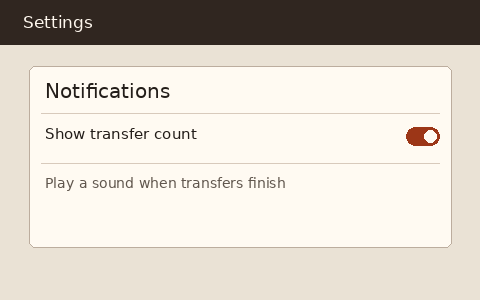 Settings
Notifications
Show transfer count
Play a sound when transfers finish